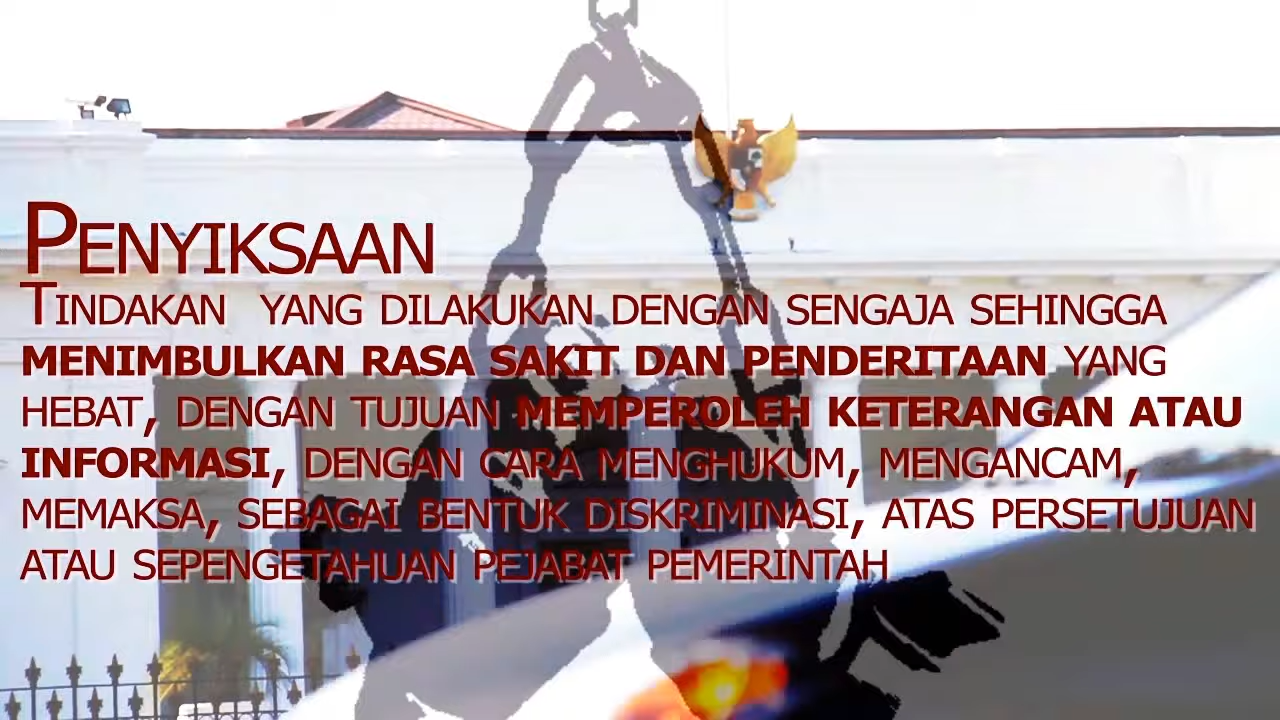 PENYIKSAAN
TINDAKAN YANG DILAKUKAN DENGAN SENGAJA SEHINGGA
MENIMBULKAN RASA SAKIT DAN PENDERITAAN YANG
HEBAT, DENGAN TUJUAN MEMPEROLEH KETERANGAN ATAU
INFORMASI, DENGAN CARA MENGHUKUM, MENGANCAM,
MEMAKSA, SEBAGAI BENTUK DISKRIMINASI, ATAS PERSETUJUAN
ATAU SEPENGETAHUAN PEJABAT PEMERINTAH